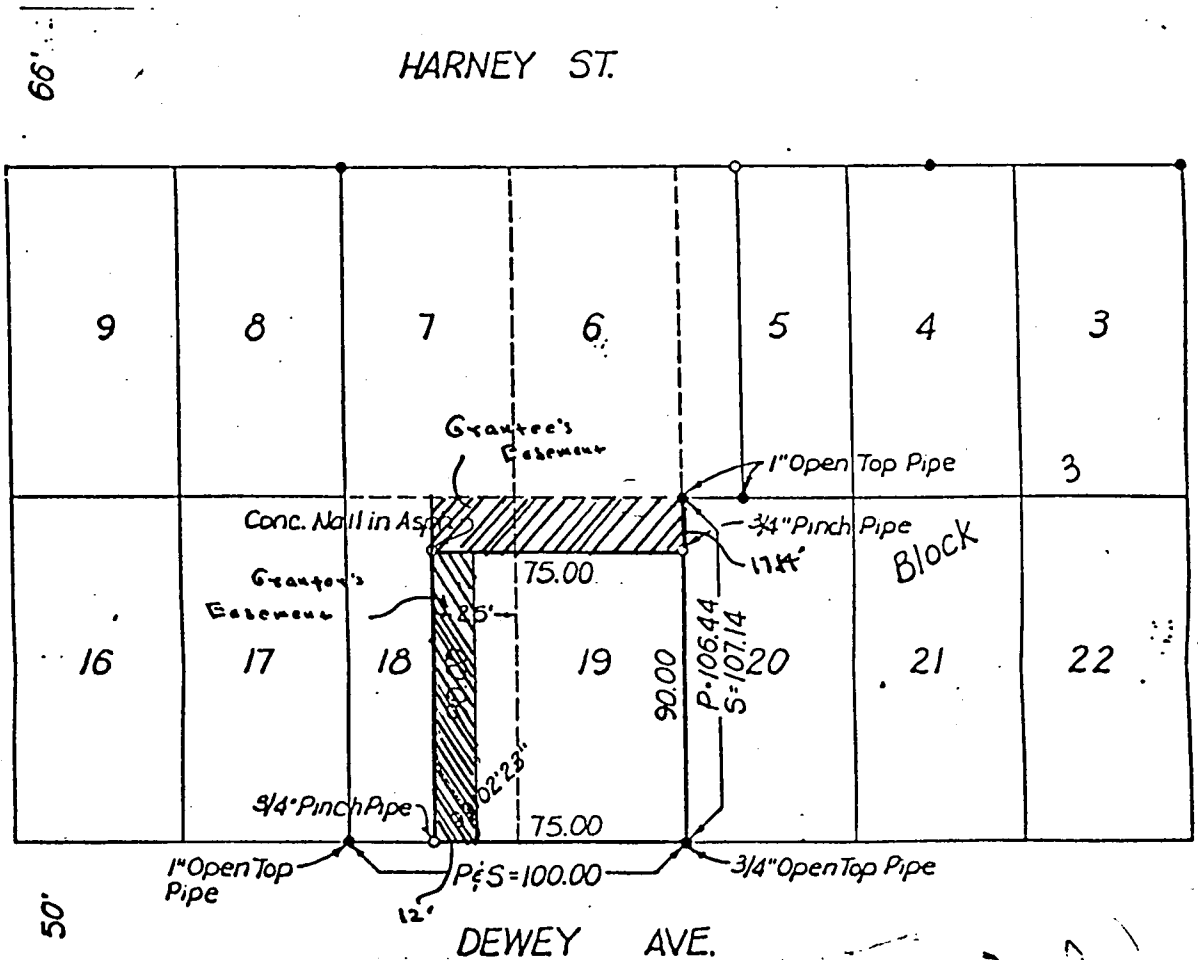 66'
HARNEY ST.
9
8
7
6
5
4
3
Grantee's
Easement
1" Open Top Pipe
3
Conc. Nail in Asp
3/4" Pinch Pipe
Block
75.00
Grantor's
Easement
25'
P=106.44
S=107.14
90.00
16
17
18
19
20
21
22
3/4" Pinch Pipe
75.00
1" Open Top
Pipe
P&S=100.00
3/4" Open Top Pipe
12'
50'
DEWEY AVE.